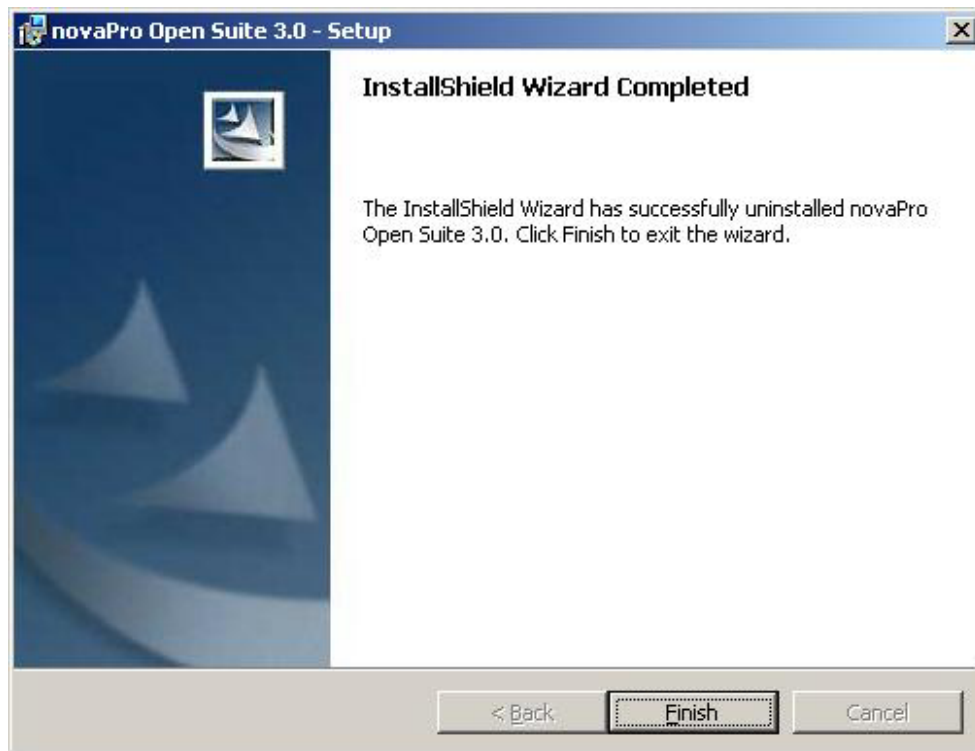 novaPro Open Suite 3.0 - Setup
InstallShield Wizard Completed
The InstallShield Wizard has successfully uninstalled novaPro
Open Suite 3.0. Click Finish to exit the wizard.
< Back
Finish
Cancel